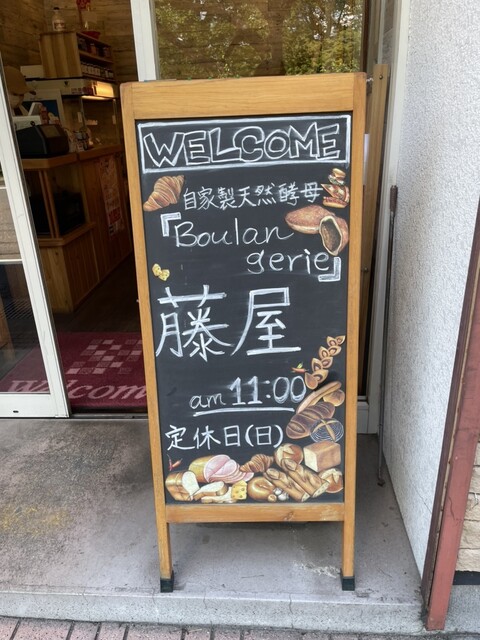 WELCOME
自家製天然酵母
『Boulan
gerie』
藤屋
am 11:00
定休日(日)
Welcome